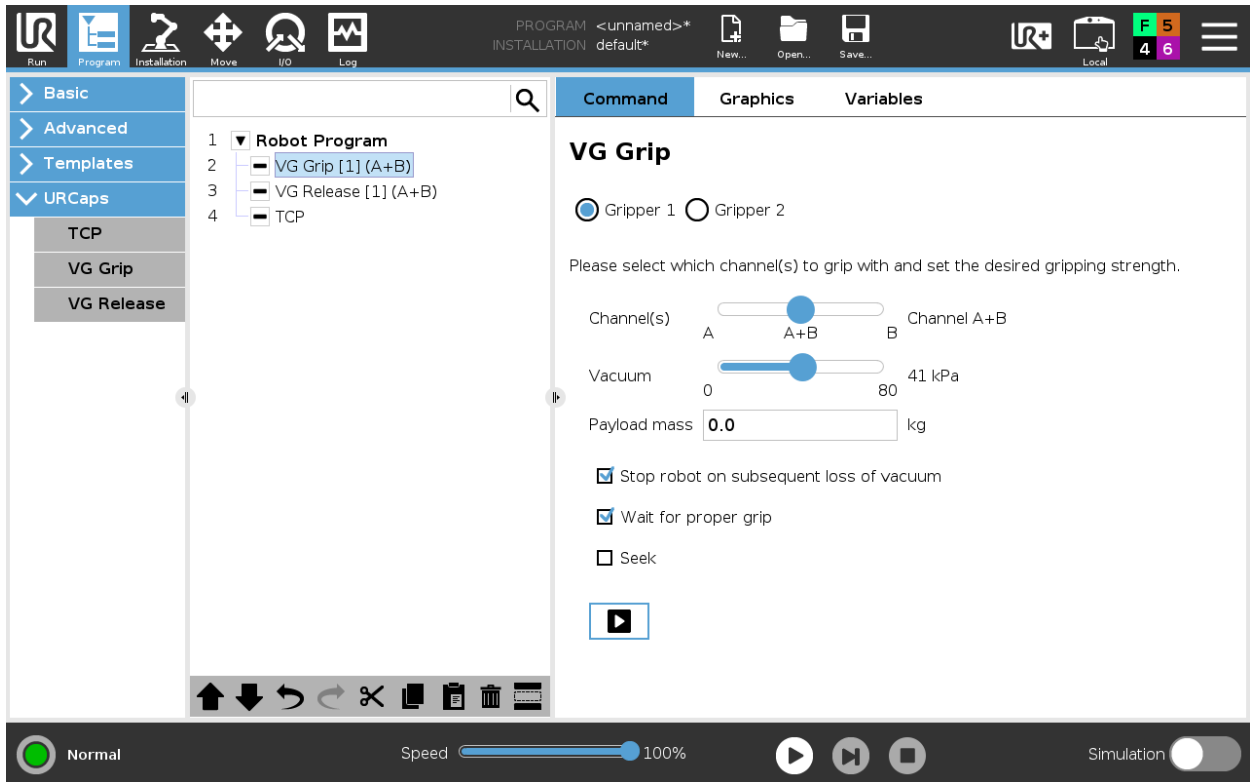 PROGRAM <unnamed>*
INSTALLATION default*
UR
Run
Program
Installation
Move
I/O
Log
New...
Open...
Save...
UR+
Local
F 5
4 6
Basic
Advanced
Templates
URCaps
TCP
VG Grip
VG Release
1 Robot Program
2 VG Grip [1] (A+B)
3 VG Release [1] (A+B)
4 TCP
Command Graphics Variables
VG Grip
Gripper 1 Gripper 2
Please select which channel(s) to grip with and set the desired gripping strength.
Channel(s) Channel A+B
A A+B B
Vacuum 41 kPa
0 80
Payload mass 0.0 kg
Stop robot on subsequent loss of vacuum
Wait for proper grip
Seek
Normal
Speed 100%
Simulation